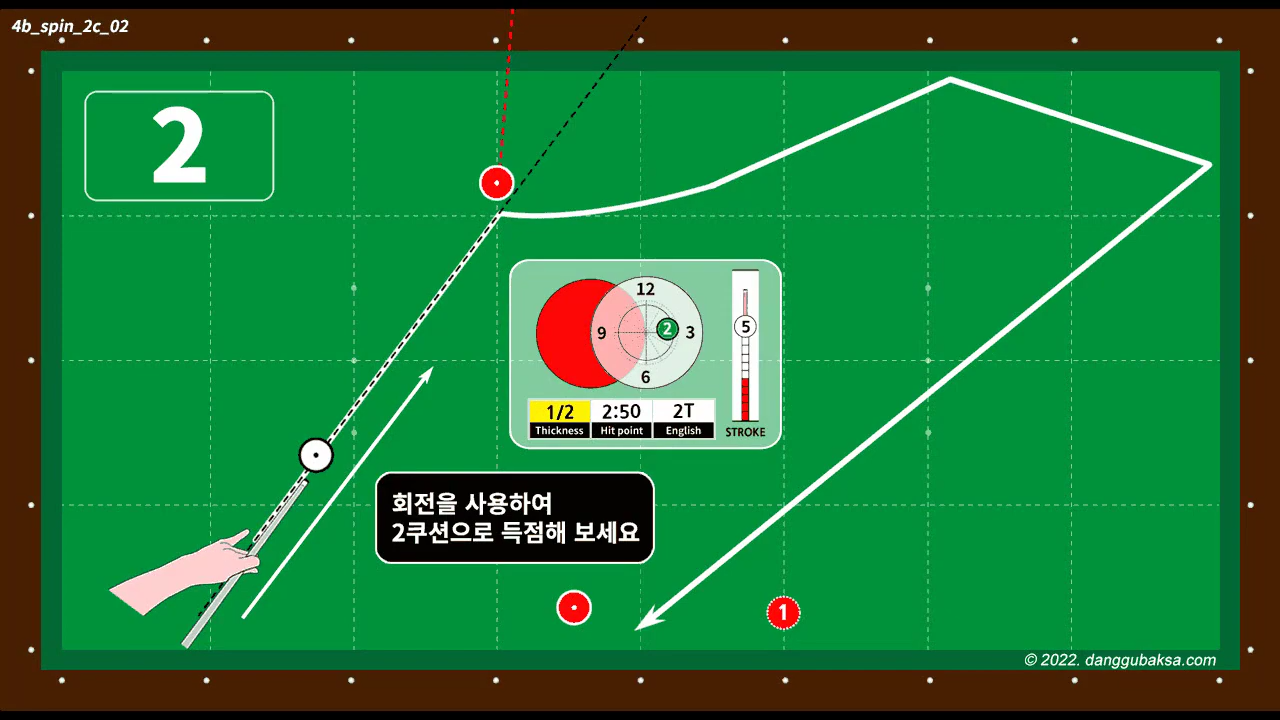 4b_spin_2c_02
2
12
9
2
3
6
5
1/2
2:50
2T
Thickness
Hit point
English
STROKE
회전을 사용하여
2쿠션으로 득점해 보세요
1
© 2022. danggubaksa.com